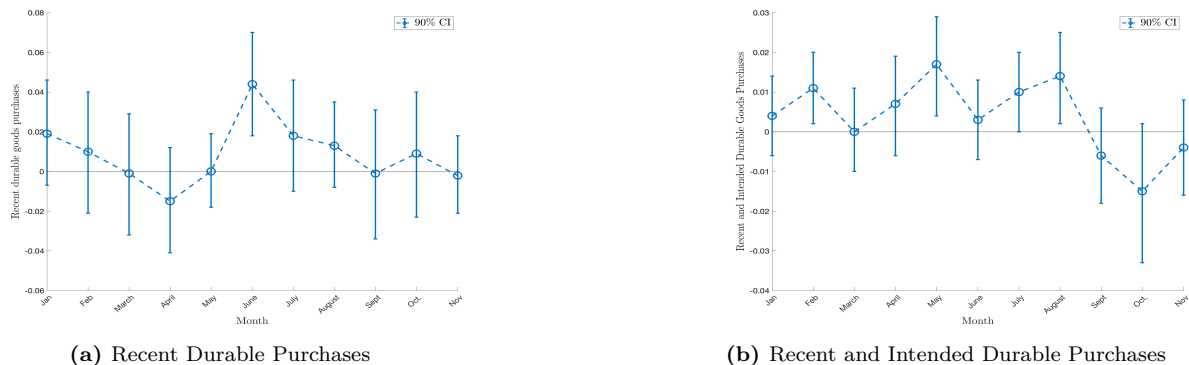 0.08
0.06
0.04
0.02
0
-0.02
-0.04
-0.06
Recent durable goods purchases
90% CI
Jan
Feb
March
April
May
June
July
August
Sept
Oct.
Nov
Month
(a) Recent Durable Purchases
0.03
0.02
0.01
0
-0.01
-0.02
-0.03
-0.04
Recent and Intended Durable Goods Purchases
90% CI
Jan
Feb
March
April
May
June
July
August
Sept
Oct.
Nov
Month
(b) Recent and Intended Durable Purchases